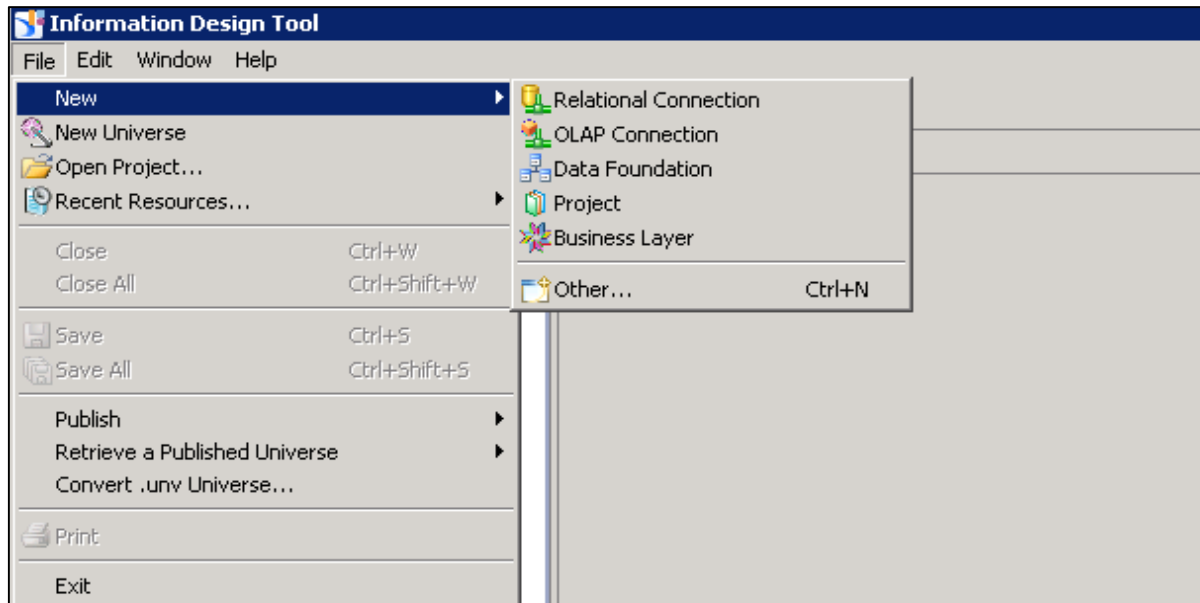 Information Design Tool
File Edit Window Help
New
New Universe
Open Project...
Recent Resources...
Close Ctrl+W
Close All Ctrl+Shift+W
Save Ctrl+S
Save All Ctrl+Shift+S
Publish
Retrieve a Published Universe
Convert .unv Universe...
Print
Exit
Relational Connection
OLAP Connection
Data Foundation
Project
Business Layer
Other... Ctrl+N